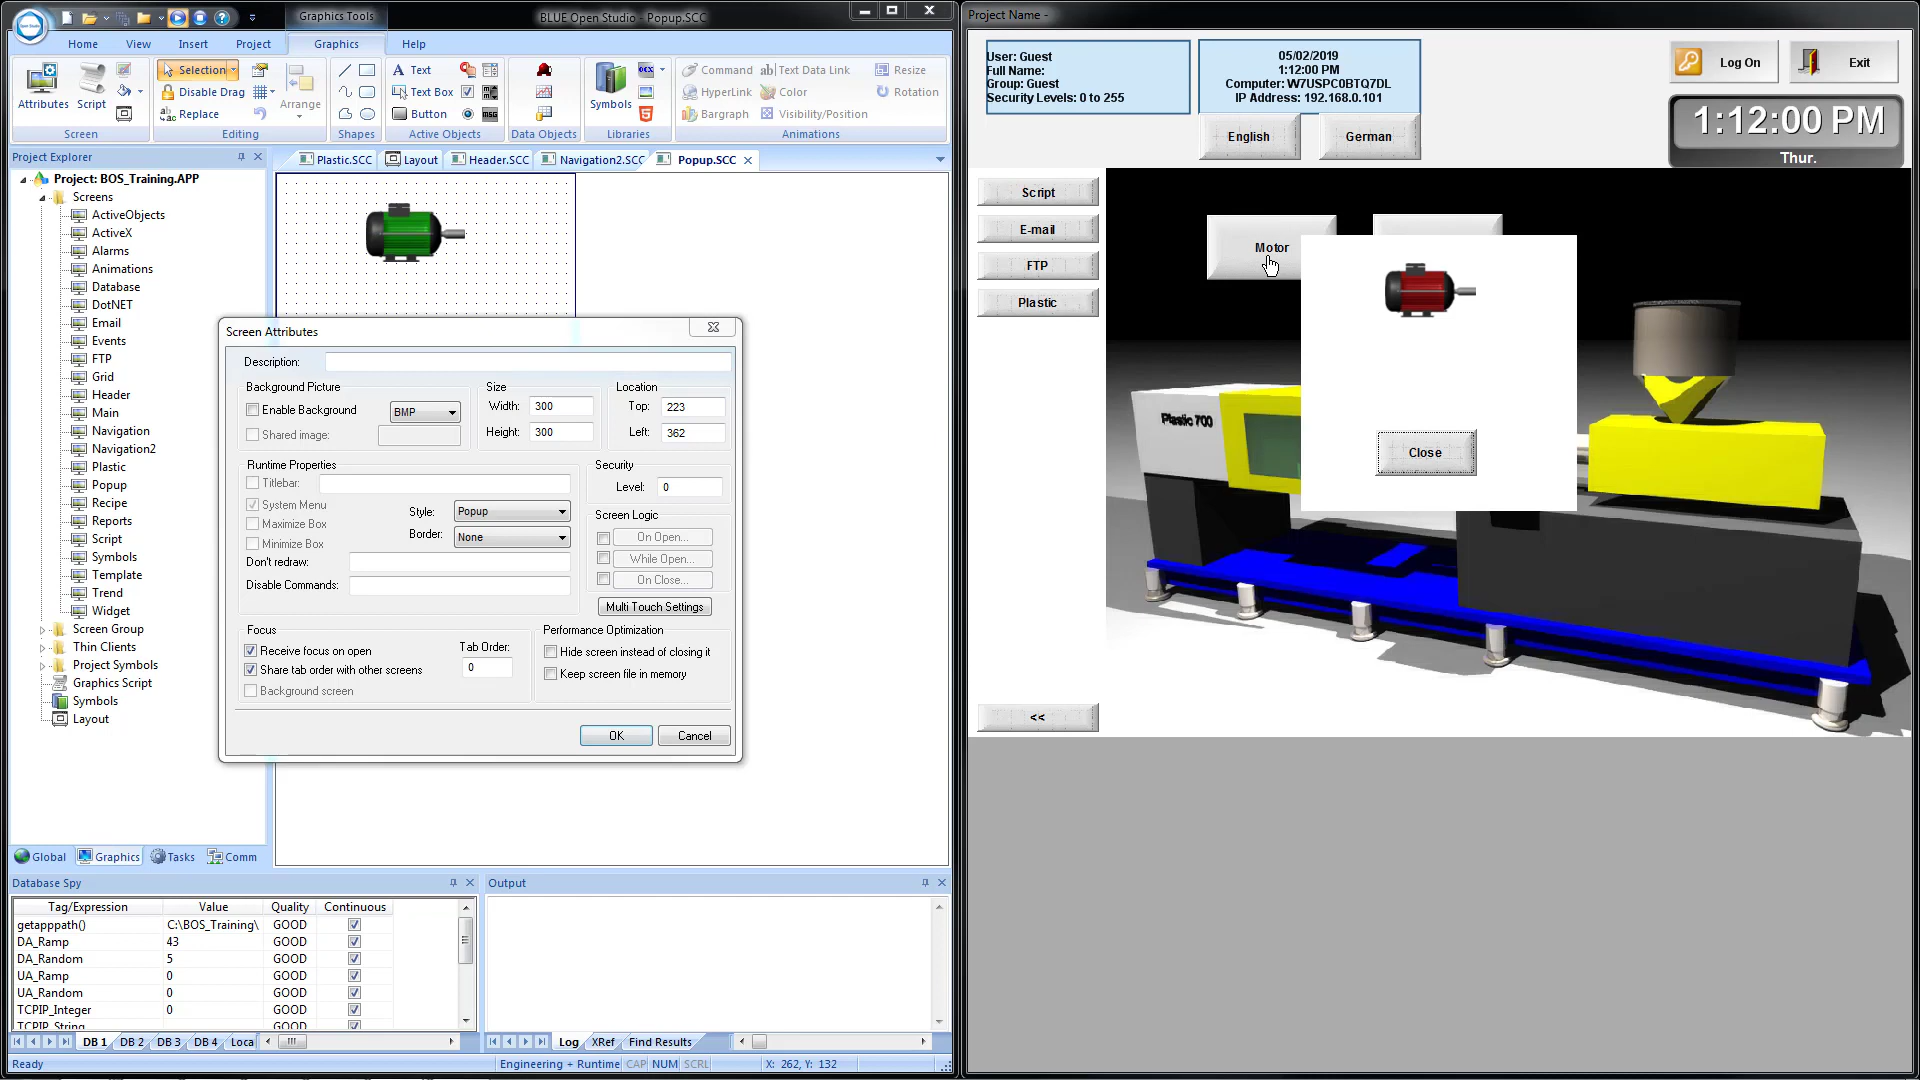 Graphics Tools
BLUE Open Studio - Popup.SCC
Home View Insert Project Graphics Help
Attributes
Script
Screen
Selection
Disable Drag
Replace
Arrange
Editing
Shapes
Text
Text Box
Button
Active Objects
Data Objects
Symbols
Libraries
Command
HyperLink
Bargraph
Text Data Link
Color
Visibility/Position
Resize
Rotation
Animations
Project Explorer
Plastic.SCC Layout Header.SCC Navigation2.SCC Popup.SCC
Project: BOS_Training.APP
Screens
ActiveObjects
ActiveX
Alarms
Animations
Database
DotNET
Email
Events
FTP
Grid
Header
Main
Navigation
Navigation2
Plastic
Popup
Recipe
Reports
Script
Symbols
Template
Trend
Widget
Screen Group
Thin Clients
Project Symbols
Graphics Script
Symbols
Layout
Global Graphics Tasks Comm
Screen Attributes
Description:
Background Picture
Enable Background
BMP
Shared image:
Size
Width: 300
Height: 300
Location
Top: 223
Left: 362
Runtime Properties
Titlebar:
System Menu
Maximize Box
Minimize Box
Style: Popup
Border: None
Don't redraw:
Disable Commands:
Security
Level: 0
Screen Logic
On Open...
While Open...
On Close...
Multi Touch Settings
Focus
Receive focus on open
Share tab order with other screens
Background screen
Tab Order:
0
Performance Optimization
Hide screen instead of closing it
Keep screen file in memory
OK
Cancel
Database Spy
Tag/Expression Value Quality Continuous
getapppath() C:\BOS_Training\ GOOD
DA_Ramp 43 GOOD
DA_Random 5 GOOD
UA_Ramp 0 GOOD
UA_Random 0 GOOD
TCPIP_Integer 0 GOOD
TCPIP_String GOOD
DB 1 DB 2 DB 3 DB 4 Loca
Output
Log XRef Find Results
Ready
Engineering + Runtime CAP NUM SCRL X: 262, Y: 132
Project Name -
User: Guest
Full Name:
Group: Guest
Security Levels: 0 to 255
05/02/2019
1:12:00 PM
Computer: W7USPC0BTQ7DL
IP Address: 192.168.0.101
English
German
Log On
Exit
1:12:00 PM
Thur.
Script
E-mail
FTP
Plastic
<<
Motor
Close
Plastic 700